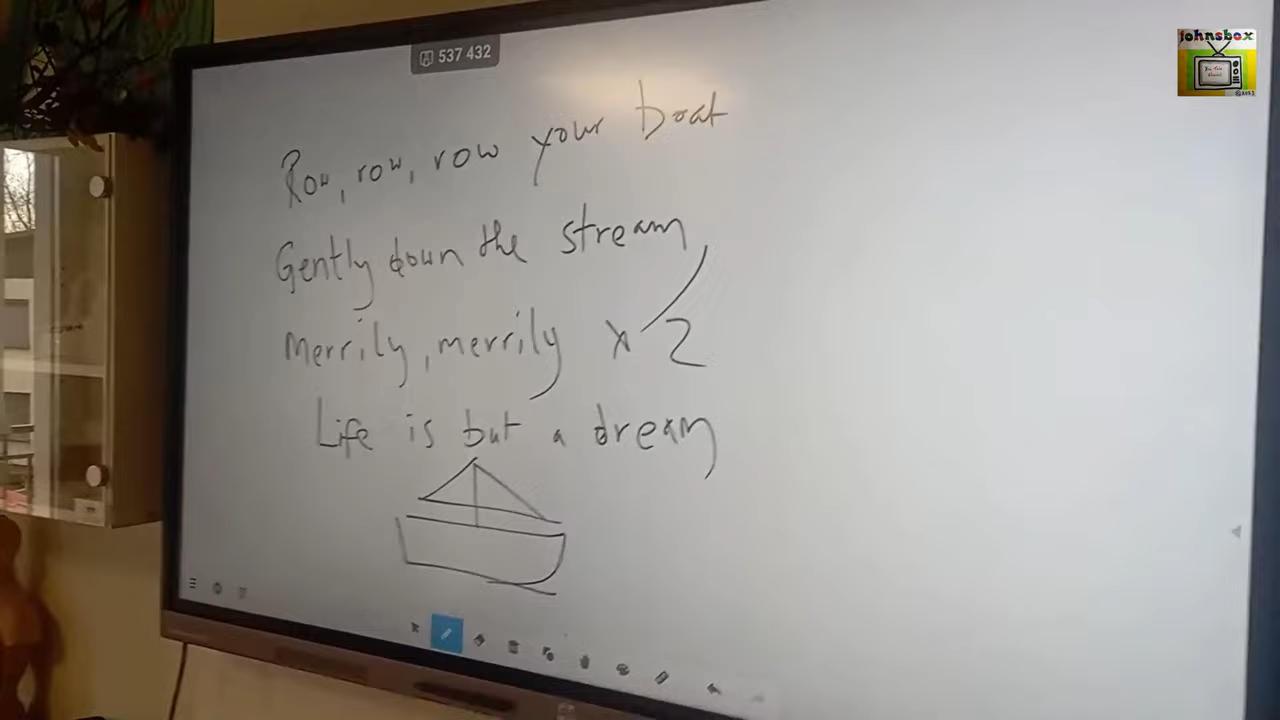 537 432
johnsbox
Row, row, row your boat
Gently down the stream,
Merrily, merrily x 2
Life is but a dream